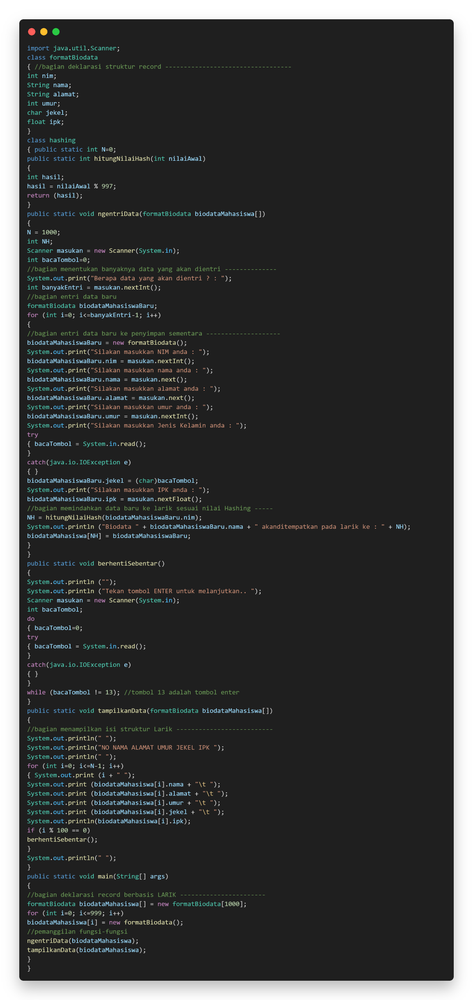 import java.util.Scanner;
class formatBiodata
{ //bagian deklarasi struktur record ----------------------------------
int nim;
String nama;
String alamat;
int umur;
char jekel;
float ipk;
}
class hashing
{ public static int N=0;
public static int hitungNilaiHash(int nilaiAwal)
{
int hasil;
hasil = nilaiAwal % 997;
return (hasil);
}
public static void ngentriData(formatBiodata biodataMahasiswa[])
{
N = 1000;
int NH;
Scanner masukan = new Scanner(System.in);
int bacaTombol=0;
//bagian menentukan banyaknya data yang akan dientri --------------
System.out.print("Berapa data yang akan dientri ? : ");
int banyakEntri = masukan.nextInt();
//bagian entri data baru
formatBiodata biodataMahasiswaBaru;
for (int i=0; i<=banyakEntri-1; i++)
{
//bagian entri data baru ke penyimpan sementara --------------------
biodataMahasiswaBaru = new formatBiodata();
System.out.print("Silakan masukkan NIM anda : ");
biodataMahasiswaBaru.nim = masukan.nextInt();
System.out.print("Silakan masukkan nama anda : ");
biodataMahasiswaBaru.nama = masukan.next();
System.out.print("Silakan masukkan alamat anda : ");
biodataMahasiswaBaru.alamat = masukan.next();
System.out.print("Silakan masukkan umur anda : ");
biodataMahasiswaBaru.umur = masukan.nextInt();
System.out.print("Silakan masukkan Jenis Kelamin anda : ");
try
{ bacaTombol = System.in.read();
}
catch(java.io.IOException e)
{ }
biodataMahasiswaBaru.jekel = (char)bacaTombol;
System.out.print("Silakan masukkan IPK anda : ");
biodataMahasiswaBaru.ipk = masukan.nextFloat();
//bagian memindahkan data baru ke larik sesuai nilai Hashing -----
NH = hitungNilaiHash(biodataMahasiswaBaru.nim);
System.out.println ("Biodata " + biodataMahasiswaBaru.nama + " akanditempatkan pada larik ke : " + NH);
biodataMahasiswa[NH] = biodataMahasiswaBaru;
}
}
public static void berhentiSebentar()
{
System.out.println ("");
System.out.println ("Tekan tombol ENTER untuk melanjutkan.. ");
Scanner masukan = new Scanner(System.in);
int bacaTombol;
do
{ bacaTombol=0;
try
{ bacaTombol = System.in.read();
}
catch(java.io.IOException e)
{ }
}
while (bacaTombol != 13); //tombol 13 adalah tombol enter
}
public static void tampilkanData(formatBiodata biodataMahasiswa[])
{
//bagian menampilkan isi struktur Larik --------------------------
System.out.println(" ");
System.out.println("NO NAMA ALAMAT UMUR JEKEL IPK ");
System.out.println(" ");
for (int i=0; i<=N-1; i++)
{ System.out.print (i + " ");
System.out.print (biodataMahasiswa[i].nama + "\t ");
System.out.print (biodataMahasiswa[i].alamat + "\t ");
System.out.print (biodataMahasiswa[i].umur + "\t ");
System.out.print (biodataMahasiswa[i].jekel + "\t ");
System.out.println(biodataMahasiswa[i].ipk);
if (i % 100 == 0)
berhentiSebentar();
}
System.out.println(" ");
}
public static void main(String[] args)
{
//bagian deklarasi record berbasis LARIK -----------------------
formatBiodata biodataMahasiswa[] = new formatBiodata[1000];
for (int i=0; i<=999; i++)
biodataMahasiswa[i] = new formatBiodata();
//pemanggilan fungsi-fungsi
ngentriData(biodataMahasiswa);
tampilkanData(biodataMahasiswa);
}
}